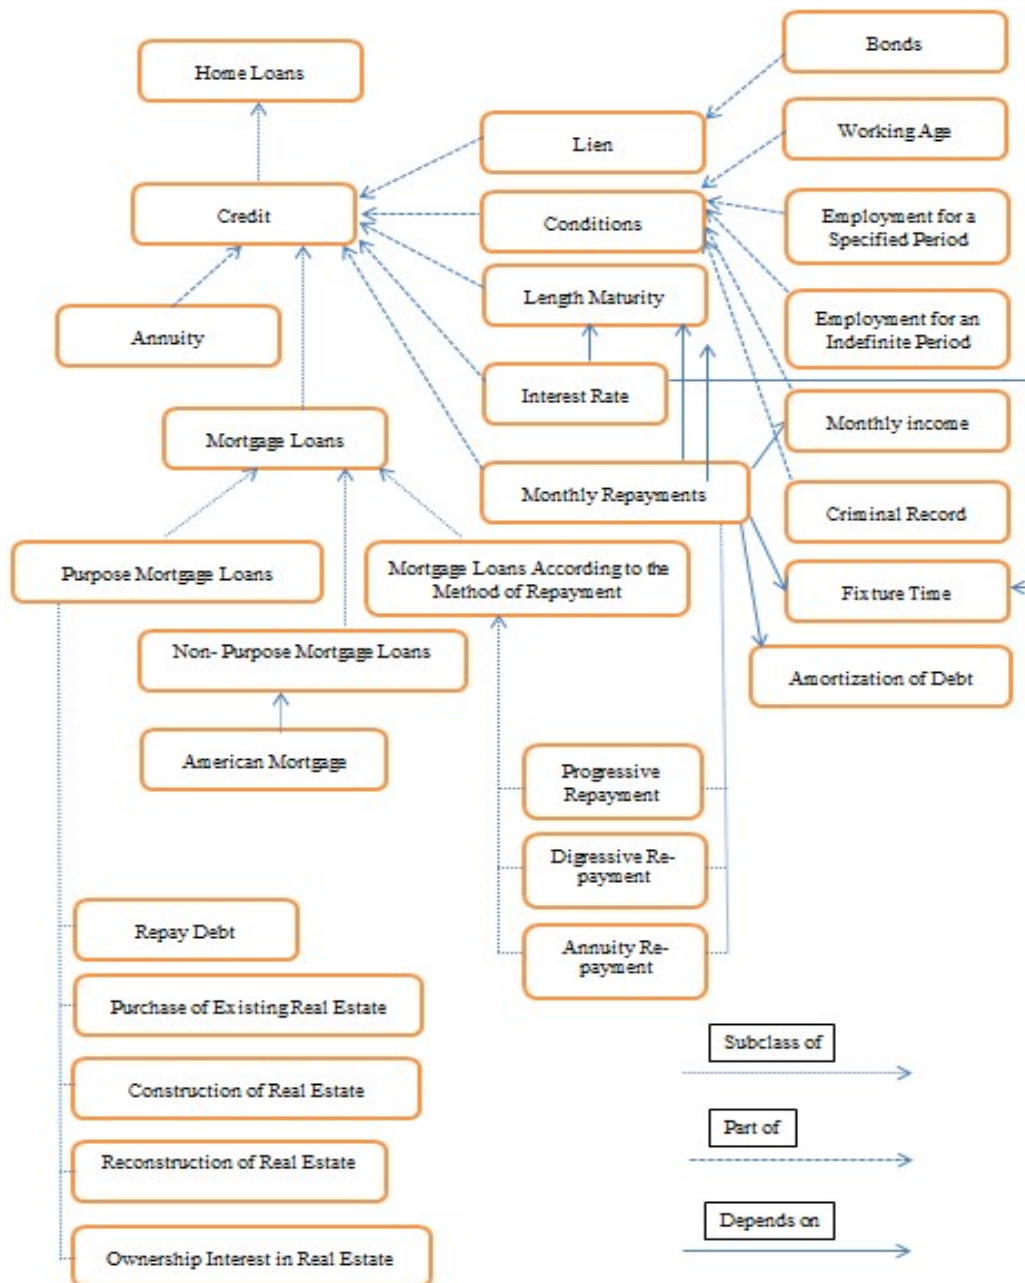 Home Loans
Bonds
Lien
Working Age
Credit
Conditions
Employment for a
Specified Period
Length Maturity
Annuity
Employment for an
Indefinite Period
Interest Rate
Mortgage Loans
Monthly income
Monthly Repayments
Criminal Record
Purpose Mortgage Loans
Mortgage Loans According to the
Method of Repayment
Fixture Time
Non- Purpose Mortgage Loans
Amortization of Debt
American Mortgage
Progressive
Repayment
Digressive Re-
payment
Repay Debt
Annuity Re-
payment
Purchase of Existing Real Estate
Subclass of
Construction of Real Estate
Part of
Reconstruction of Real Estate
Depends on
Ownership Interest in Real Estate